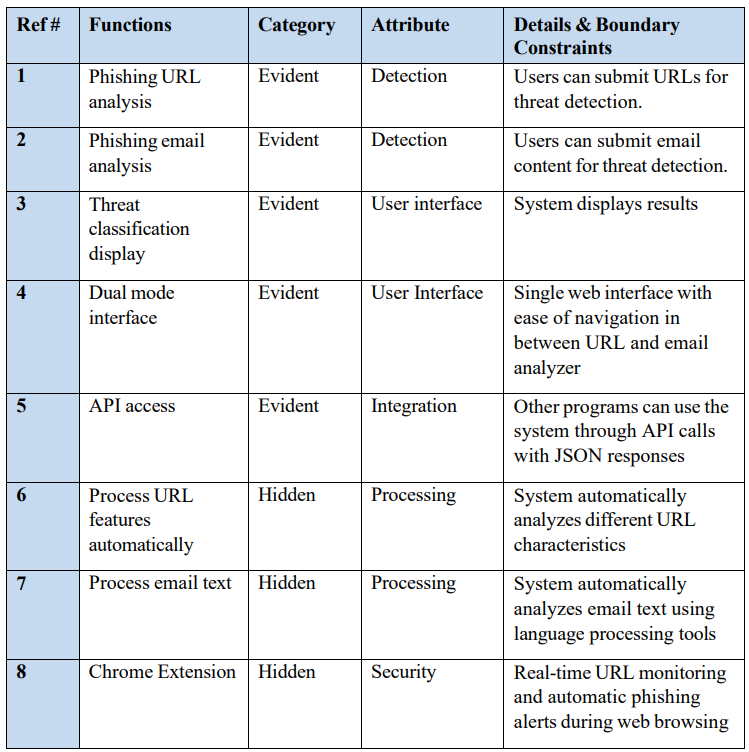 Ref # Functions Category Attribute Details & Boundary
Constraints
1 Phishing URL Evident Detection Users can submit URLs for
analysis threat detection.
2 Phishing email Evident Detection Users can submit email
analysis content for threat detection.
3 Threat Evident User interface System displays results
classification
display
4 Dual mode Evident User Interface Single web interface with
interface ease of navigation in
between URL and email
analyzer
5 API access Evident Integration Other programs can use the
system through API calls
with JSON responses
6 Process URL Hidden Processing System automatically
features analyzes different URL
automatically characteristics
7 Process email text Hidden Processing System automatically
analyzes email text using
language processing tools
8 Chrome Extension Hidden Security Real-time URL monitoring
and automatic phishing
alerts during web browsing